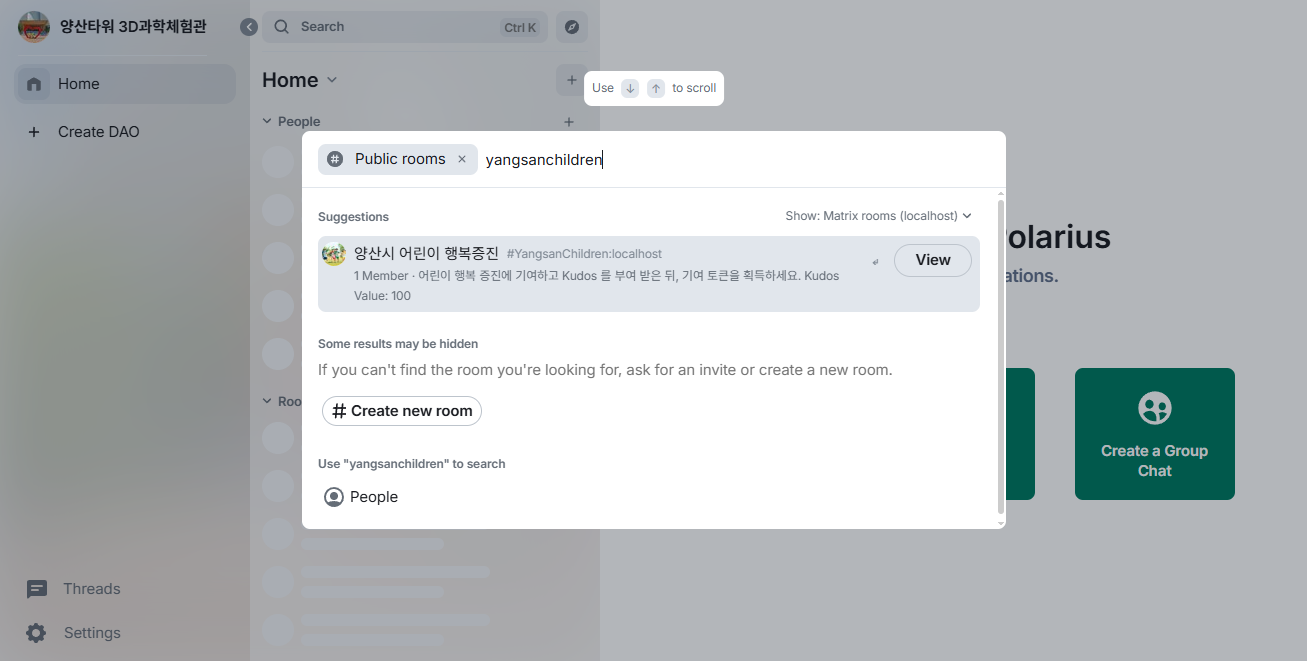 양산타워 3D과학체험관
Search
Ctrl K
Home
Create DAO
Home
People
Use ↓ ↑ to scroll
Public rooms × yangsanchildren
Suggestions
Show: Matrix rooms (localhost)
양산시 어린이 행복증진 #YangsanChildren:localhost
1 Member · 어린이 행복 증진에 기여하고 Kudos 를 부여 받은 뒤, 기여 토큰을 획득하세요. Kudos
Value: 100
View
Some results may be hidden
If you can't find the room you're looking for, ask for an invite or create a new room.
# Create new room
Use "yangsanchildren" to search
People
Roo
olarius
ations.
Create a Group
Chat
Threads
Settings